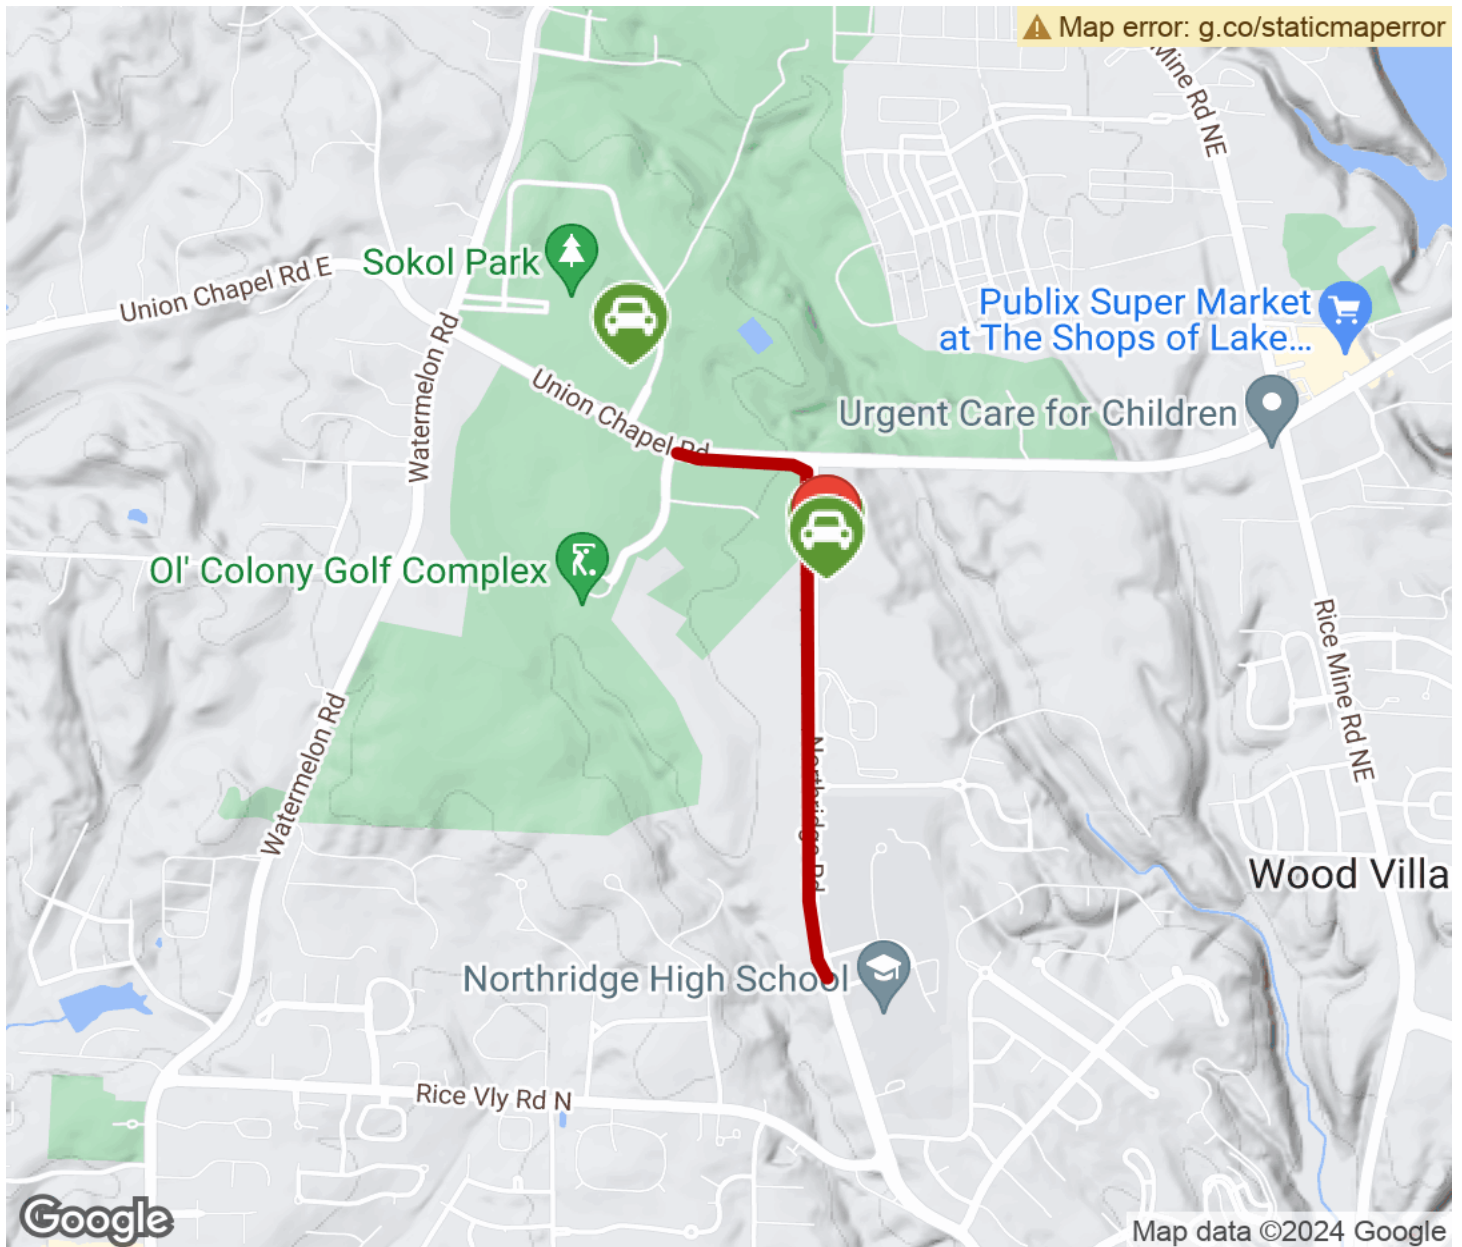 Map error: g.co/staticmaperror
Mine Rd NE
Sokol Park
Union Chapel Rd E
Publix Super Market
at The Shops of Lake...
Watermelon Rd
Union Chapel Rd
Urgent Care for Children
Ol' Colony Golf Complex
Rice Mine Rd NE
Watermelon Rd
Northridge Rd
Wood Villa
Northridge High School
Rice Vly Rd N
Google
Map data ©2024 Google